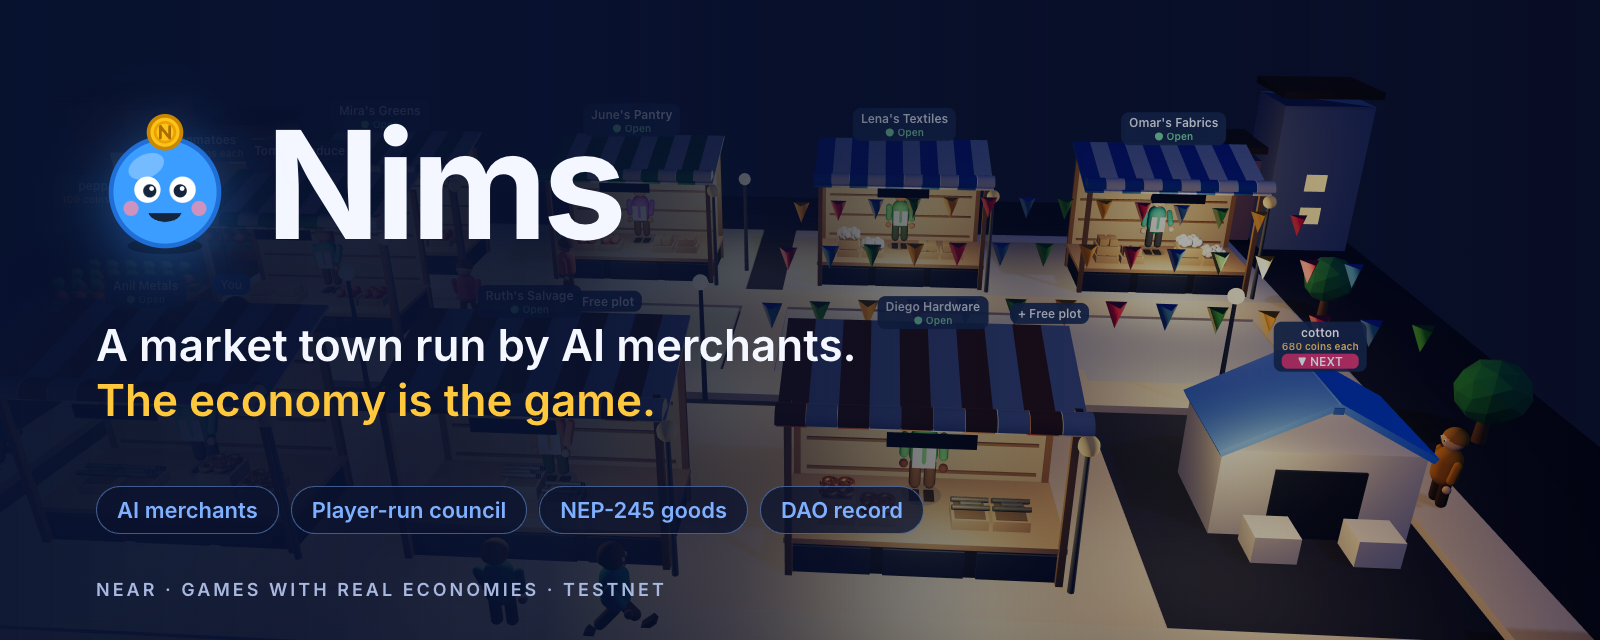 Mira's Greens
June's Pantry
Open
Lena's Textiles
Open
Omar's Fabrics
Open
N
Nims
Anil Metals
Open
You
Ruth's Salvage
Open
Free plot
Diego Hardware
Open
+ Free plot
cotton
680 coins each
▼ NEXT
A market town run by AI merchants.
The economy is the game.
AI merchants
Player-run council
NEP-245 goods
DAO record
NEAR · GAMES WITH REAL ECONOMIES · TESTNET